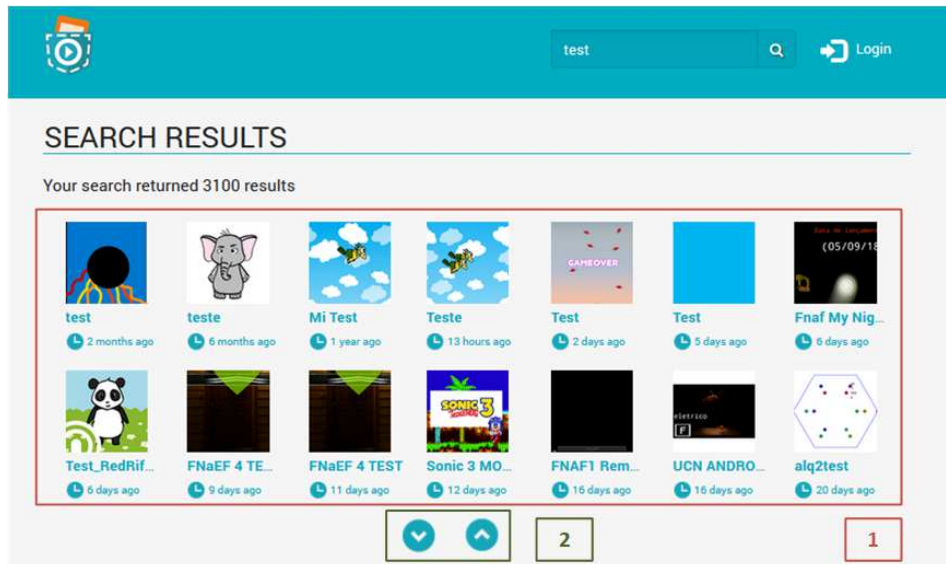 test
Login
SEARCH RESULTS
Your search returned 3100 results
GAMEOVER
(05/09/18
test
teste
Mi Test
Teste
Test
Test
Fnaf My Nig...
2 months ago
6 months ago
1 year ago
13 hours ago
2 days ago
5 days ago
6 days ago
SONIC 3
eletrico
F
Test_RedRif...
FNaEF 4 TE...
FNaEF 4 TEST
Sonic 3 MO...
FNAF1 Rem...
UCN ANDRO...
alq2test
6 days ago
9 days ago
11 days ago
12 days ago
16 days ago
16 days ago
20 days ago
2
1